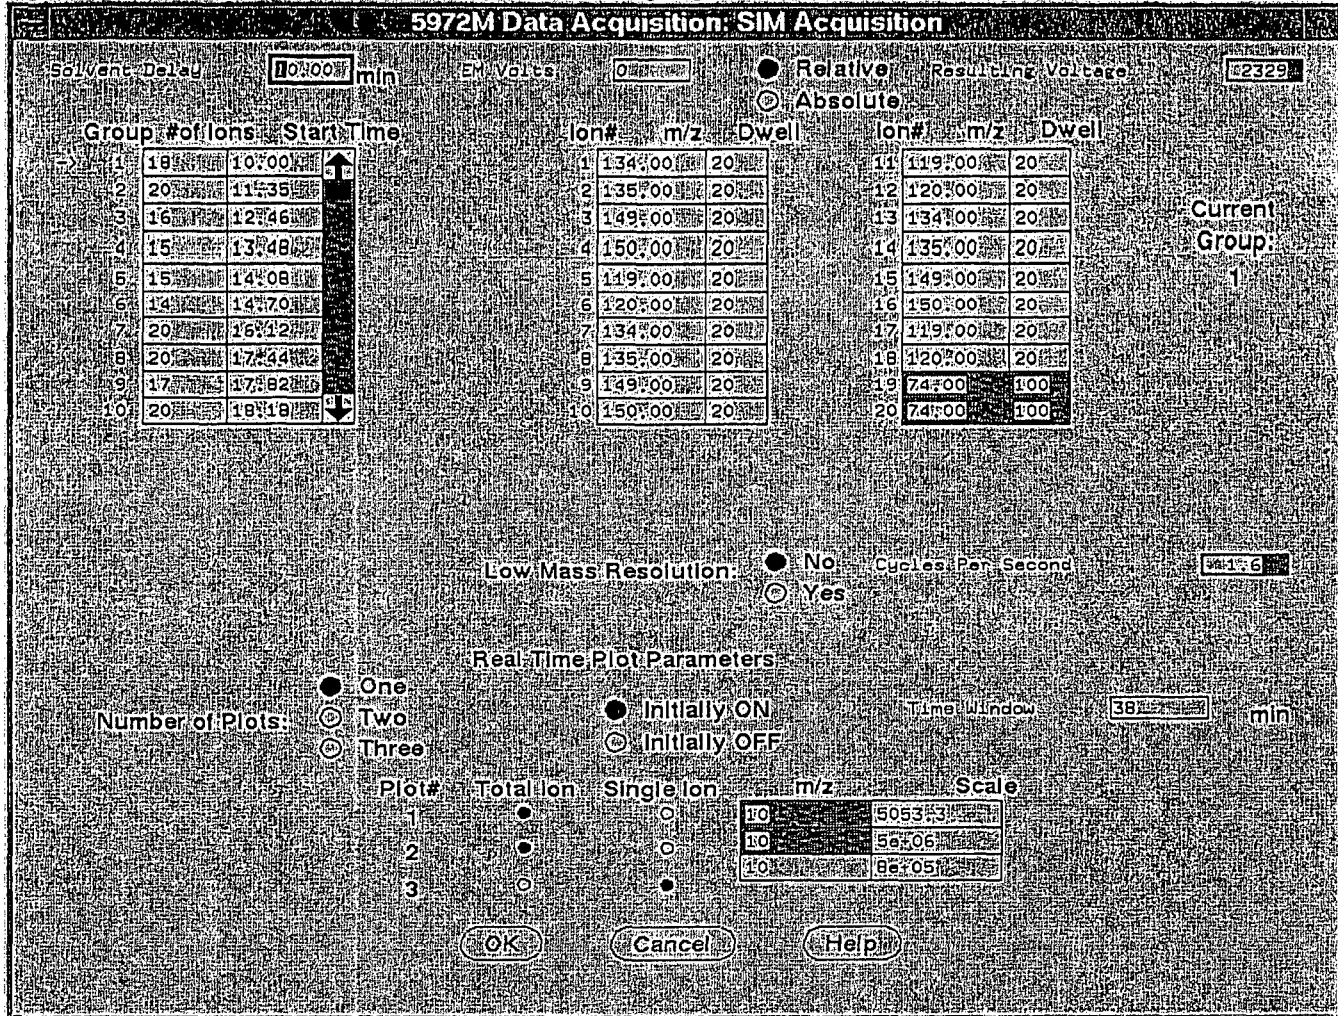 5972M Data Acquisition: SIM Acquisition
Solvent Delay 10.00 min EM Volts 0 Relative Resulting Voltage 2329
Absolute
Group #of Ions Start Time Ion# m/z Dwell Ion# m/z Dwell
-> 1 18 10.00 1 134.00 20 11 119.00 20
2 20 11.35 2 135.00 20 12 120.00 20
3 16 12.46 3 149.00 20 13 134.00 20 Current
4 15 13.48 4 150.00 20 14 135.00 20 Group:
5 15 14.08 5 119.00 20 15 149.00 20 1
6 14 14.70 6 120.00 20 16 150.00 20
7 20 16.12 7 134.00 20 17 119.00 20
8 20 17.44 8 135.00 20 18 120.00 20
9 17 17.82 9 149.00 20 19 74.00 100
10 20 18.18 10 150.00 20 20 74.00 100
Low Mass Resolution: No Cycles Per Second 1.6
Yes
Real Time Plot Parameters
One
Number of Plots: Two Initially ON Time Window 38 min
Three Initially OFF
Plot# Total Ion Single Ion m/z Scale
1 10 5053.3
2 10 5e+06
3 10 8e+05
OK Cancel Help